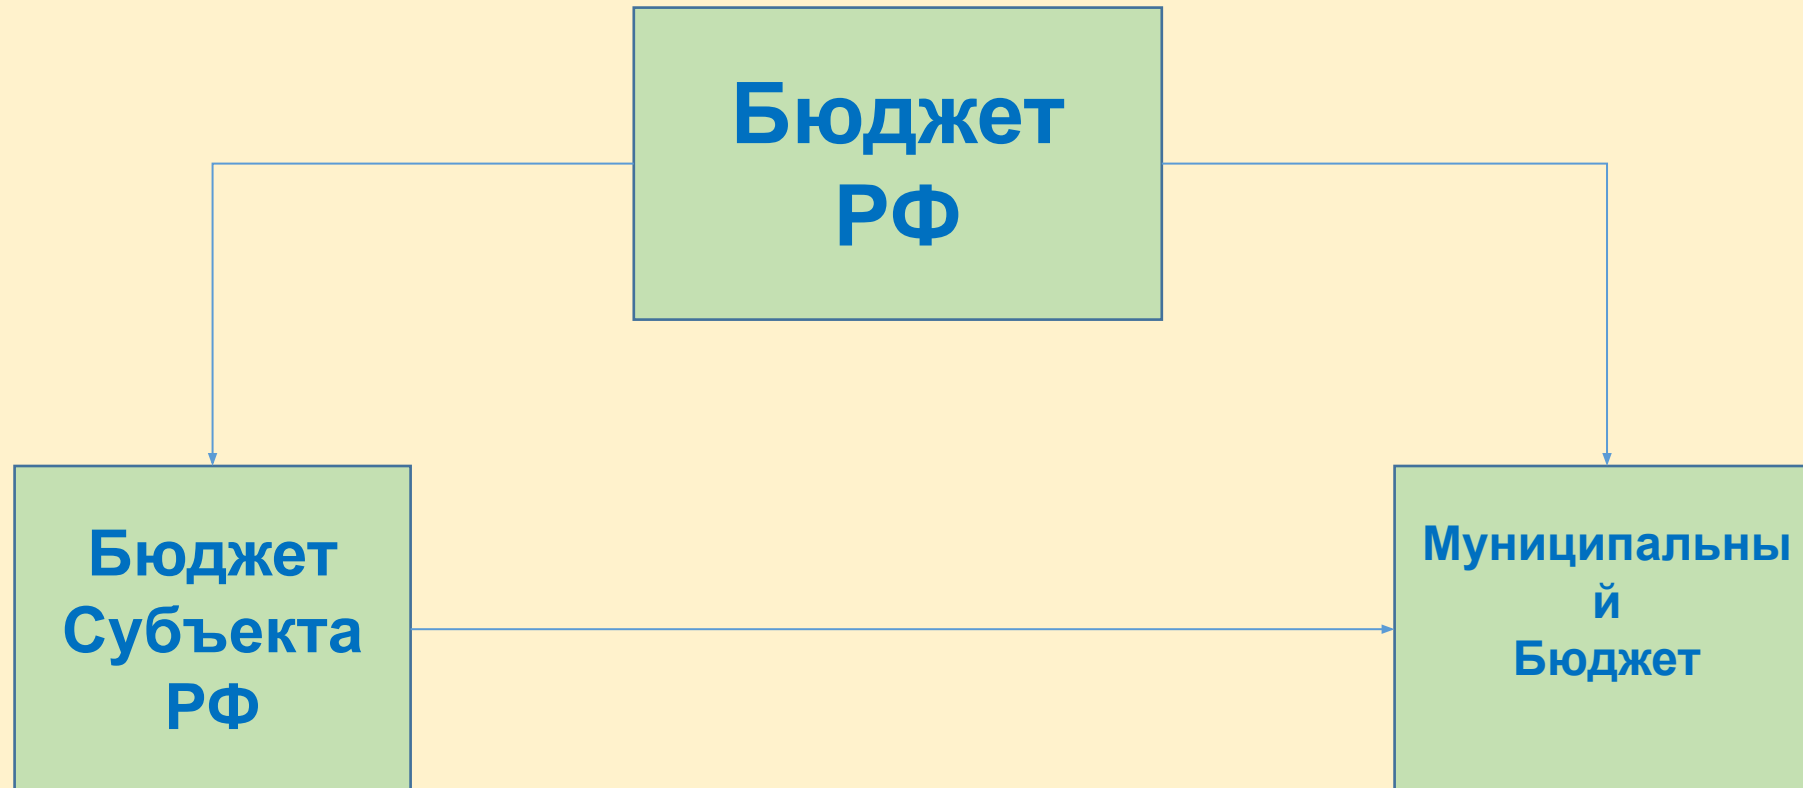 Бюджет
РФ
Бюджет
Субъекта
РФ
Муниципальны
й
Бюджет